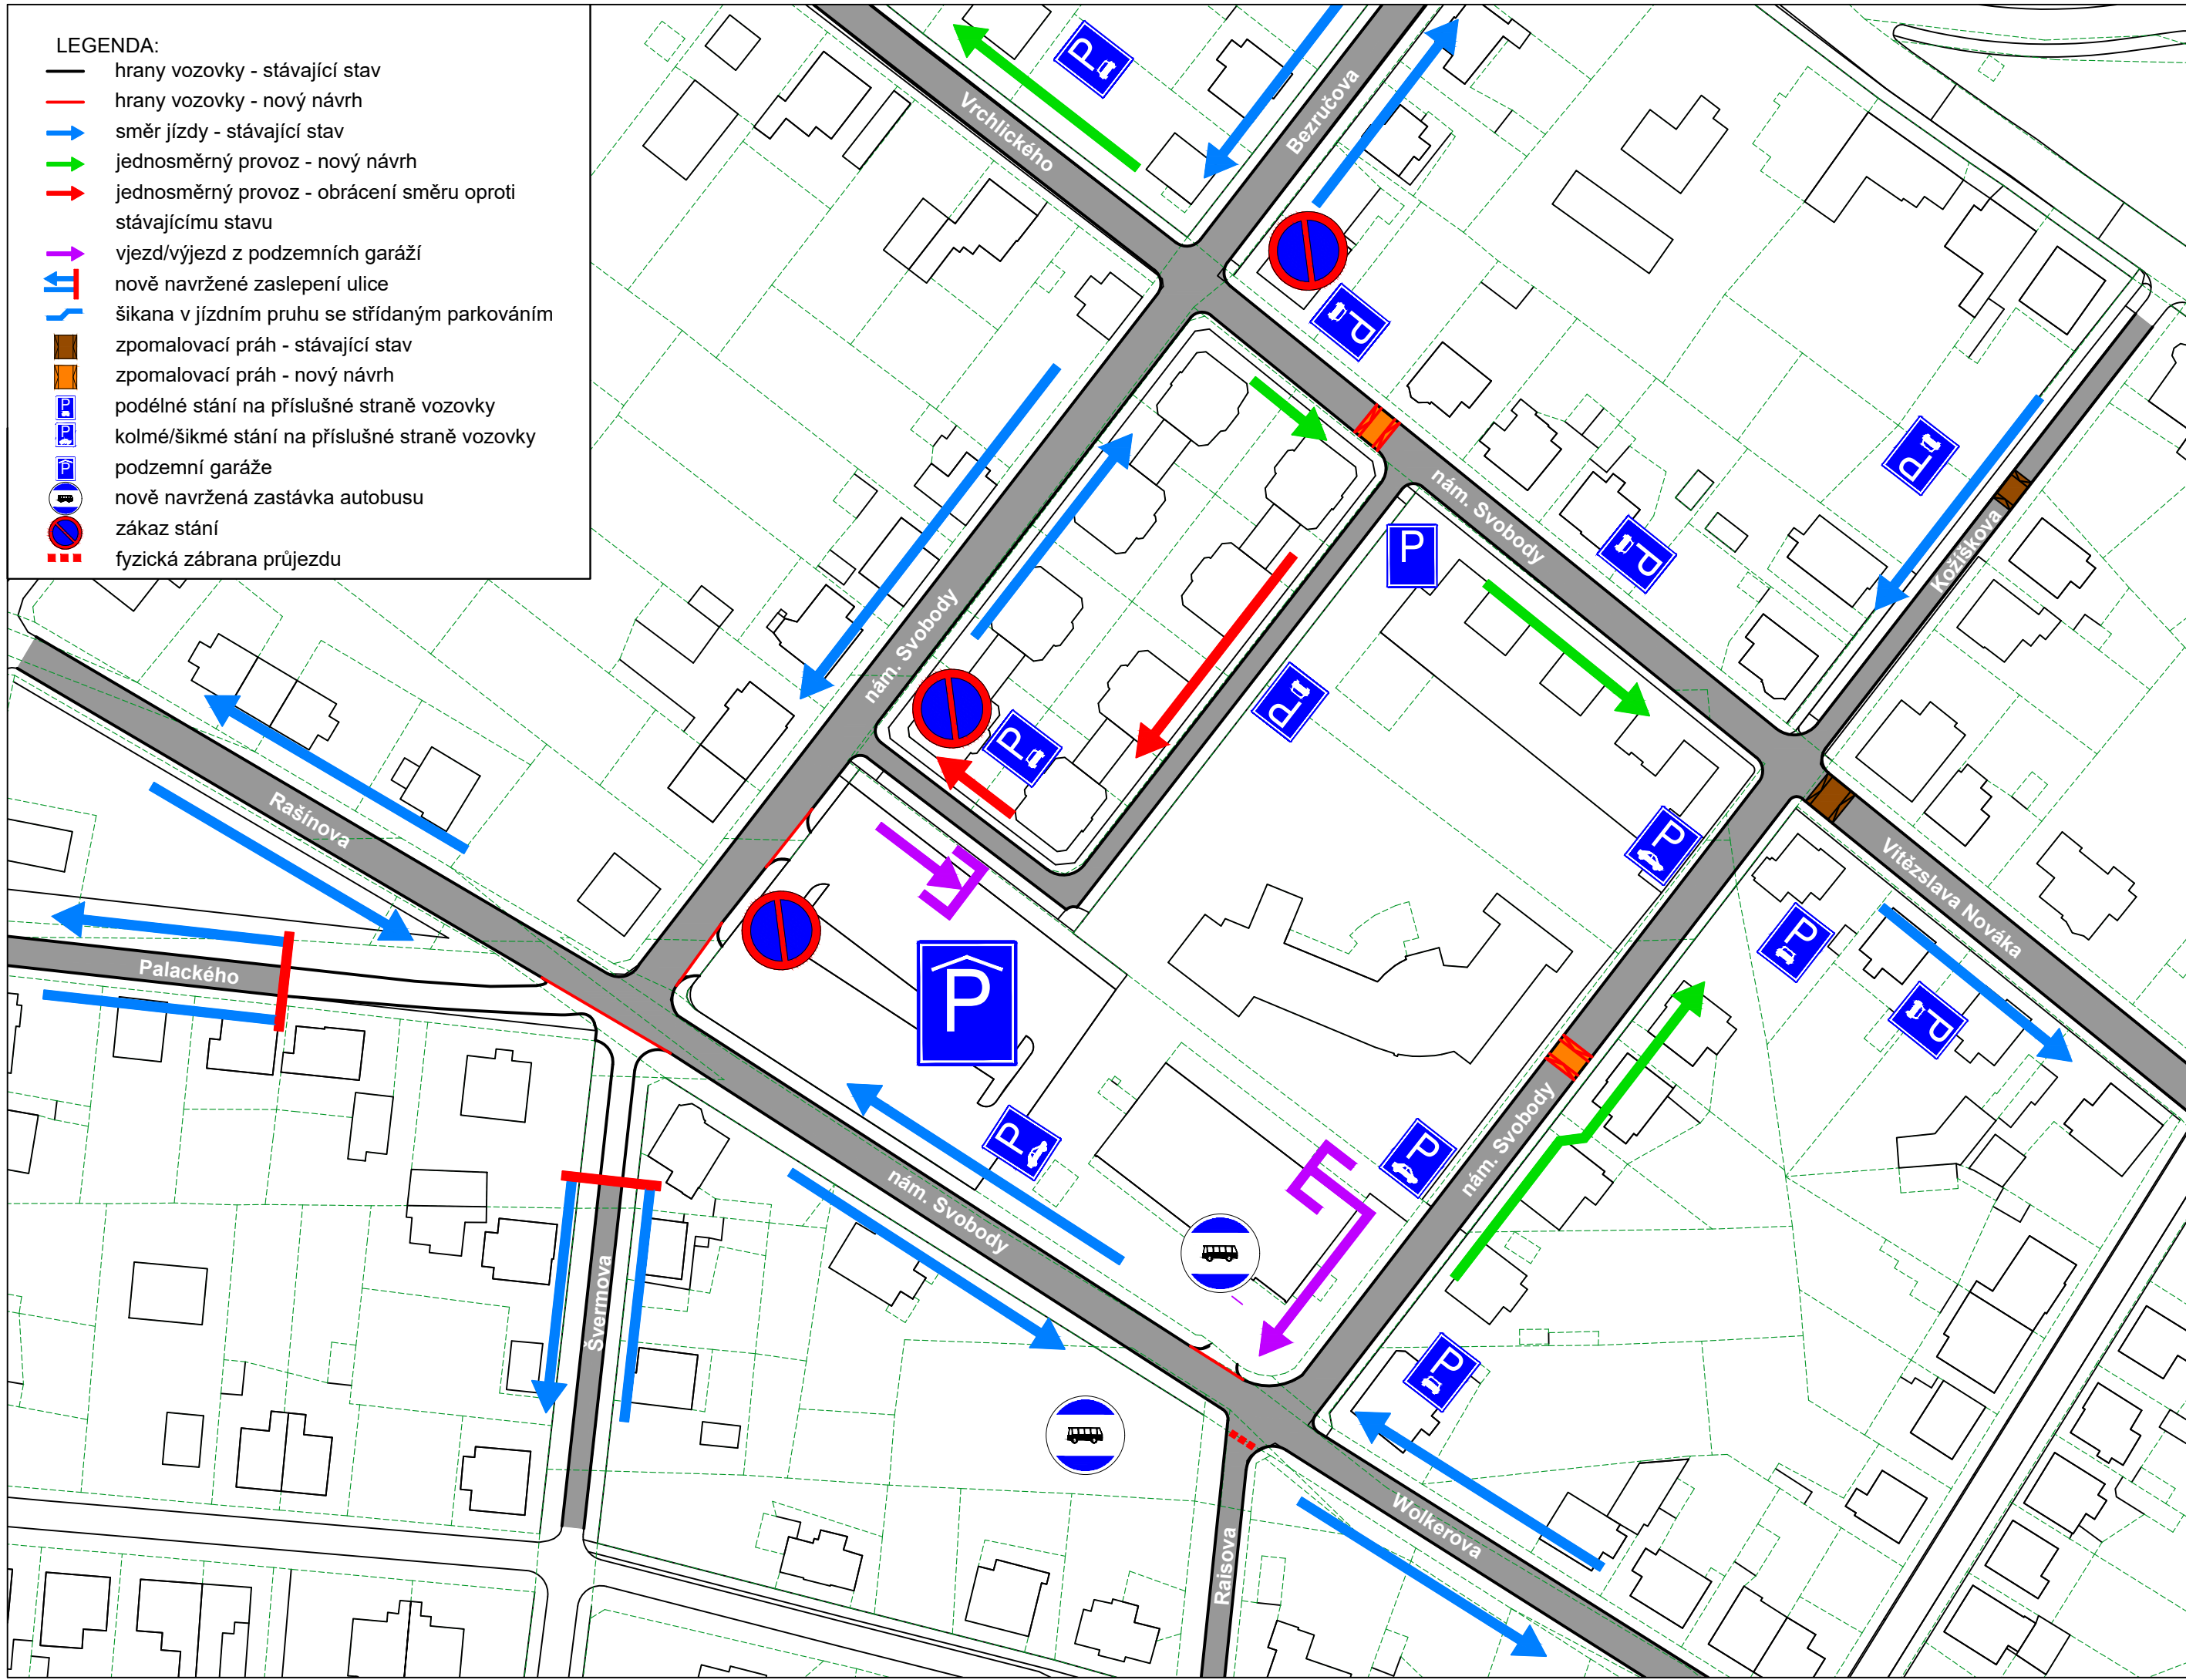 LEGENDA:
hrany vozovky - stávající stav
hrany vozovky - nový návrh
směr jízdy - stávající stav
jednosměrný provoz - nový návrh
jednosměrný provoz - obrácení směru oproti
stávajícímu stavu
vjezd/výjezd z podzemních garáží
nově navržené zaslepení ulice
šikana v jízdním pruhu se střídaným parkováním
zpomalovací práh - stávající stav
zpomalovací práh - nový návrh
P
podélné stání na příslušné straně vozovky
P
kolmé/šikmé stání na příslušné straně vozovky
P
podzemní garáže
nově navržená zastávka autobusu
zákaz stání
fyzická zábrana průjezdu
P
Vrchlického
Bezručova
P
nám. Svobody
P
P
P
Kožíškova
nám. Svobody
P
P
Rašínova
P
Vítězslava Nováka
P
P
Palackého
P
P
nám. Svobody
P
nám. Svobody
Švermova
P
Wolkerova
Raisova